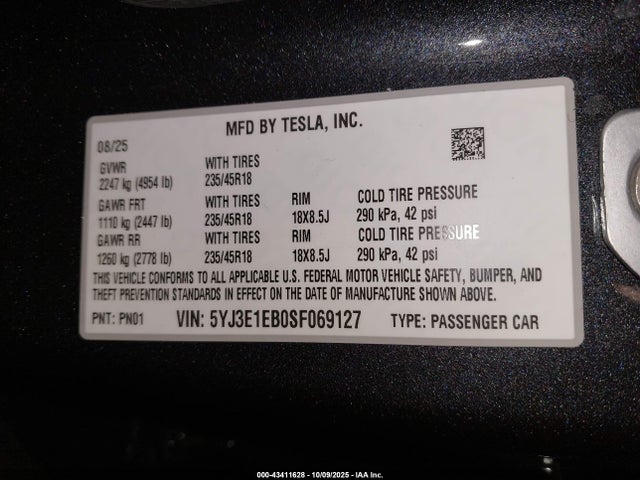 MFD BY TESLA, INC.
08/25
GVWR WITH TIRES
2247 kg (4954 lb) 235/45R18
GAWR FRT WITH TIRES RIM COLD TIRE PRESSURE
1110 kg (2447 lb) 235/45R18 18X8.5J 290 kPa, 42 psi
GAWR RR WITH TIRES RIM COLD TIRE PRESSURE
1260 kg (2778 lb) 235/45R18 18X8.5J 290 kPa, 42 psi
THIS VEHICLE CONFORMS TO ALL APPLICABLE U.S. FEDERAL MOTOR VEHICLE SAFETY, BUMPER, AND
THEFT PREVENTION STANDARDS IN EFFECT ON THE DATE OF MANUFACTURE SHOWN ABOVE.
PNT: PN01 VIN: 5YJ3E1EB0SF069127 TYPE: PASSENGER CAR
000-43411628 - 10/09/2025 - IAA Inc.